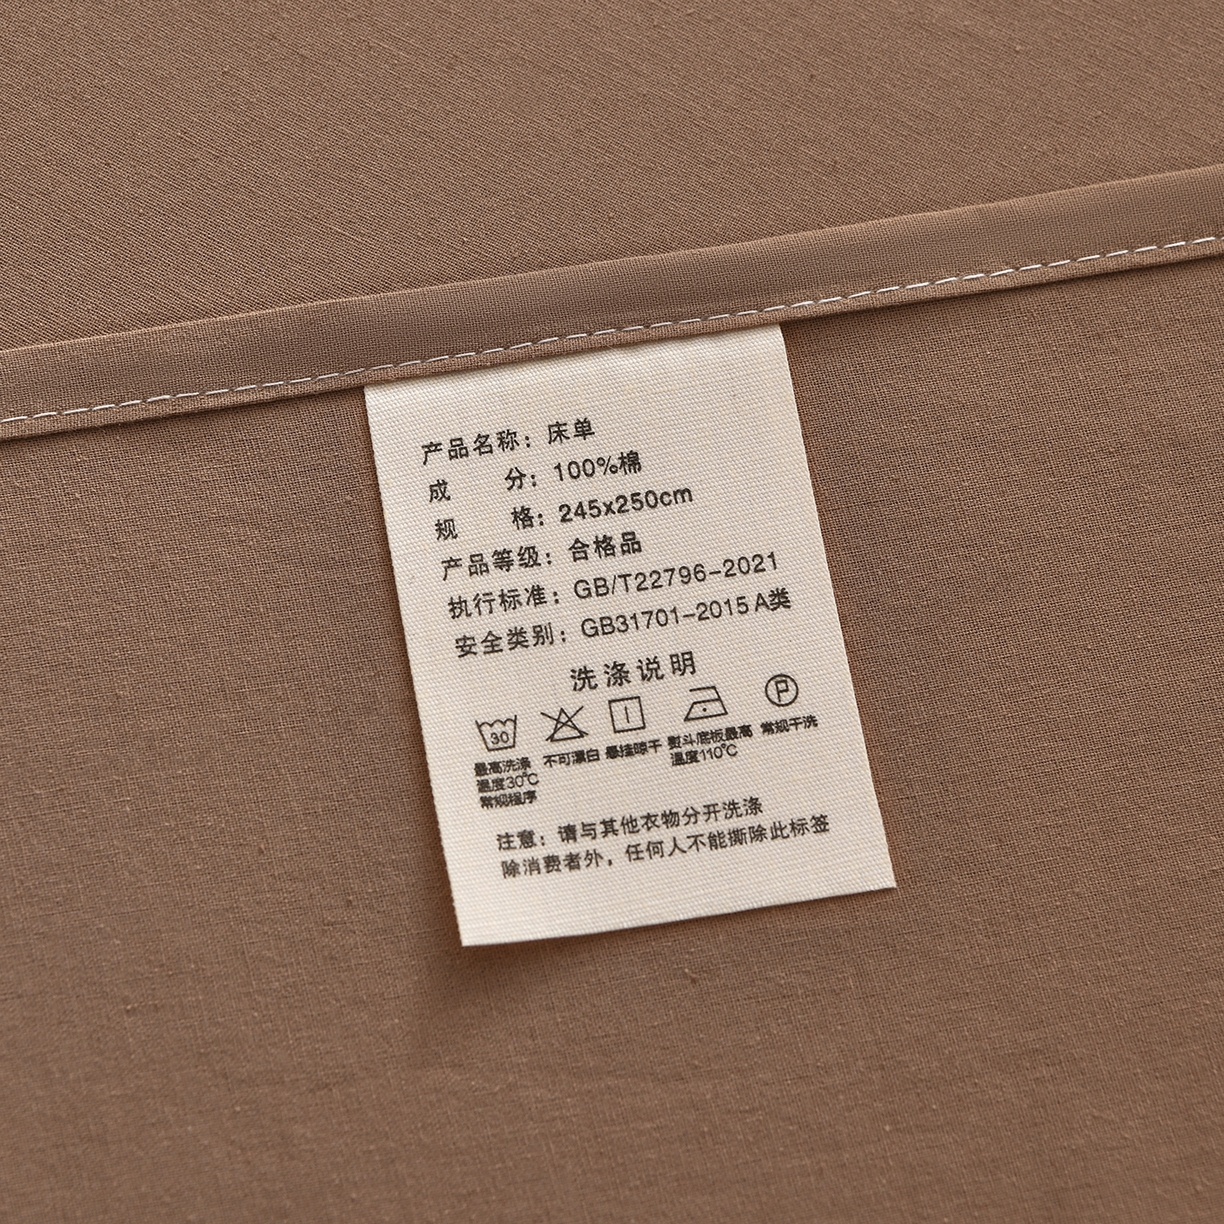 产品名称：床单
成 分：100%棉
规 格：245x250cm
产品等级：合格品
执行标准：GB/T22796-2021
安全类别：GB31701-2015 A类
洗涤说明
30 P
最高洗涤温度30℃常规程序
不可漂白
悬挂晾干
熨斗底板最高温度110℃
常规干洗
注意：请与其他衣物分开洗涤
除消费者外，任何人不能撕除此标签